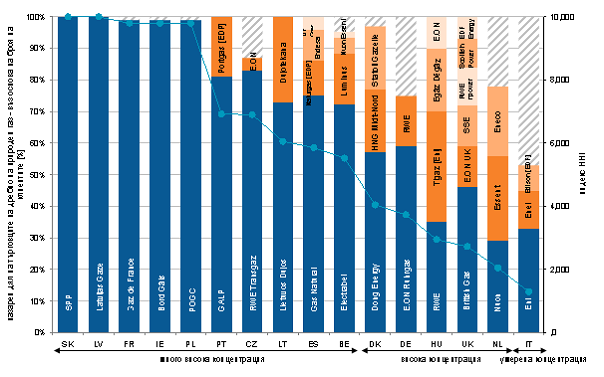 100%
90%
80%
70%
60%
50%
40%
30%
20%
10%
0%
10,000
8,000
6,000
4,000
2,000
,0
индекс HHI
клиентите [%]
SPP
Latvijas Gaze
Gaz de France
Bord Gáis
POGC
GALP
Portgas [EDP]
RWE Transgaz
E.ON
Lietuvos Dujos
Dujotekana
Gas Natural
Endesa
Electrabel
Luminus
Dong Energy
HNG Midt-Nord
Statoil Gazelle
E.ON Ruhrgas
RWE
RWE
Tigaz [Eni]
Egáz Dégáz
E.ON
British Gas
E.ON UK
SSE
RWE npower
Scottish power
EDF Energy
Nuon
Essent
Eneco
Eni
Enel
Edison [EDF]
SK LV FR IE PL PT CZ LT ES BE DK DE HU UK NL IT
много висока концентрация
висока концентрация
умерена концентрация